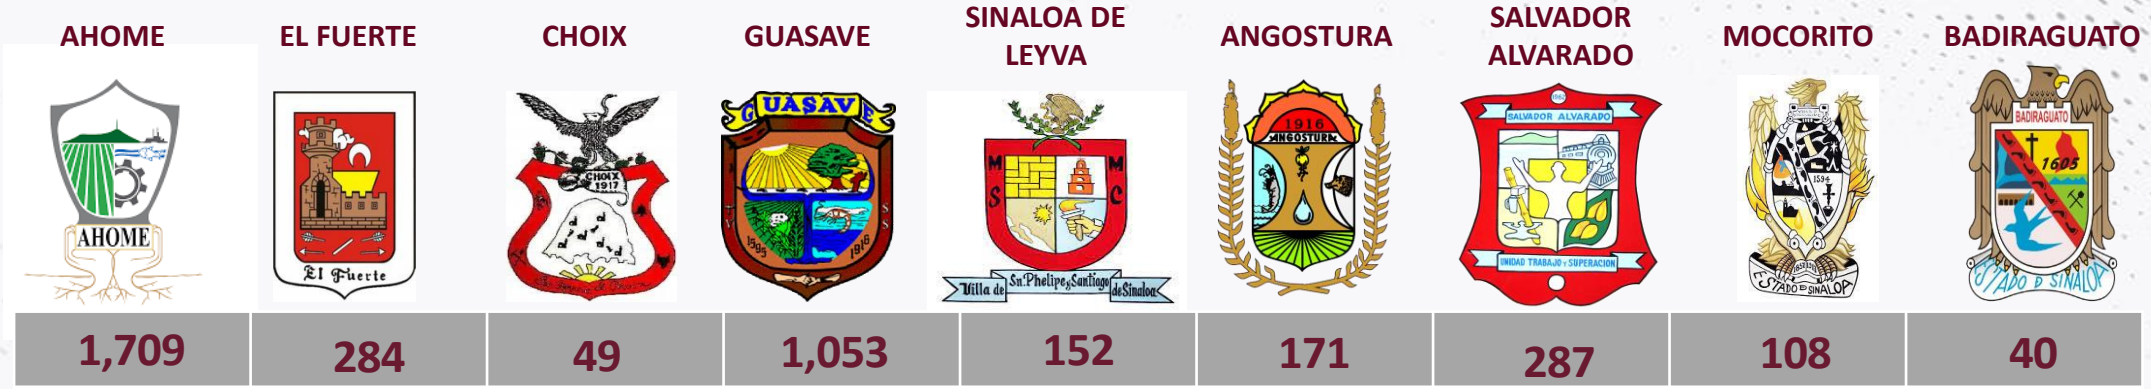 AHOME
EL FUERTE
CHOIX
GUASAVE
SINALOA DE
LEYVA
ANGOSTURA
SALVADOR
ALVARADO
MOCORITO
BADIRAGUATO
AHOME
El Fuerte
CHOIX
1917
GUASAVE
1595
1916
M
S
M
C
Villa de
Sn. Phelipe y Santiago
de Sinaloa
1916
ANGOSTURA
1962
SALVADOR ALVARADO
UNIDAD TRABAJO y SUPERACION
1594
ESTADO D SINALOA
BADIRAGUATO
1605
ESTADO D SINALOA
1,709
284
49
1,053
152
171
287
108
40